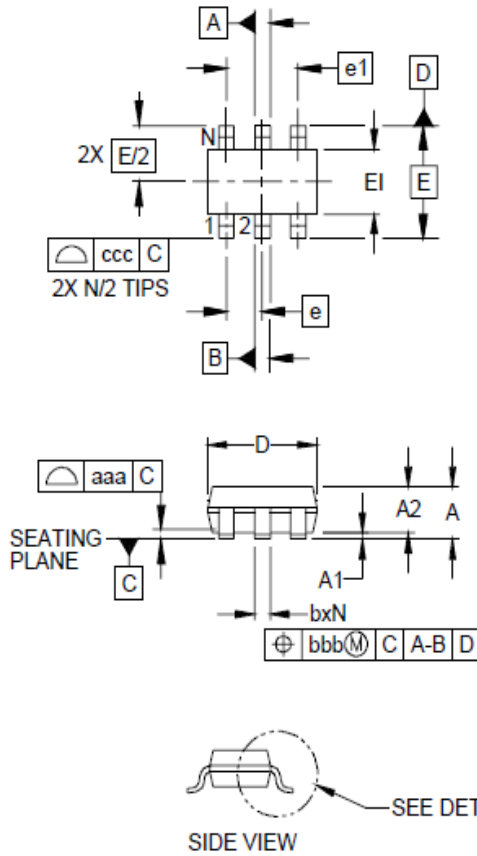 A
e1
D
N
2X E/2
EI
E
1 2
ccc C
2X N/2 TIPS
e
B
D
aaa C
A2
A
SEATING
PLANE
C
A1
bxN
bbbⓂ C A-B D
SEE DET
SIDE VIEW